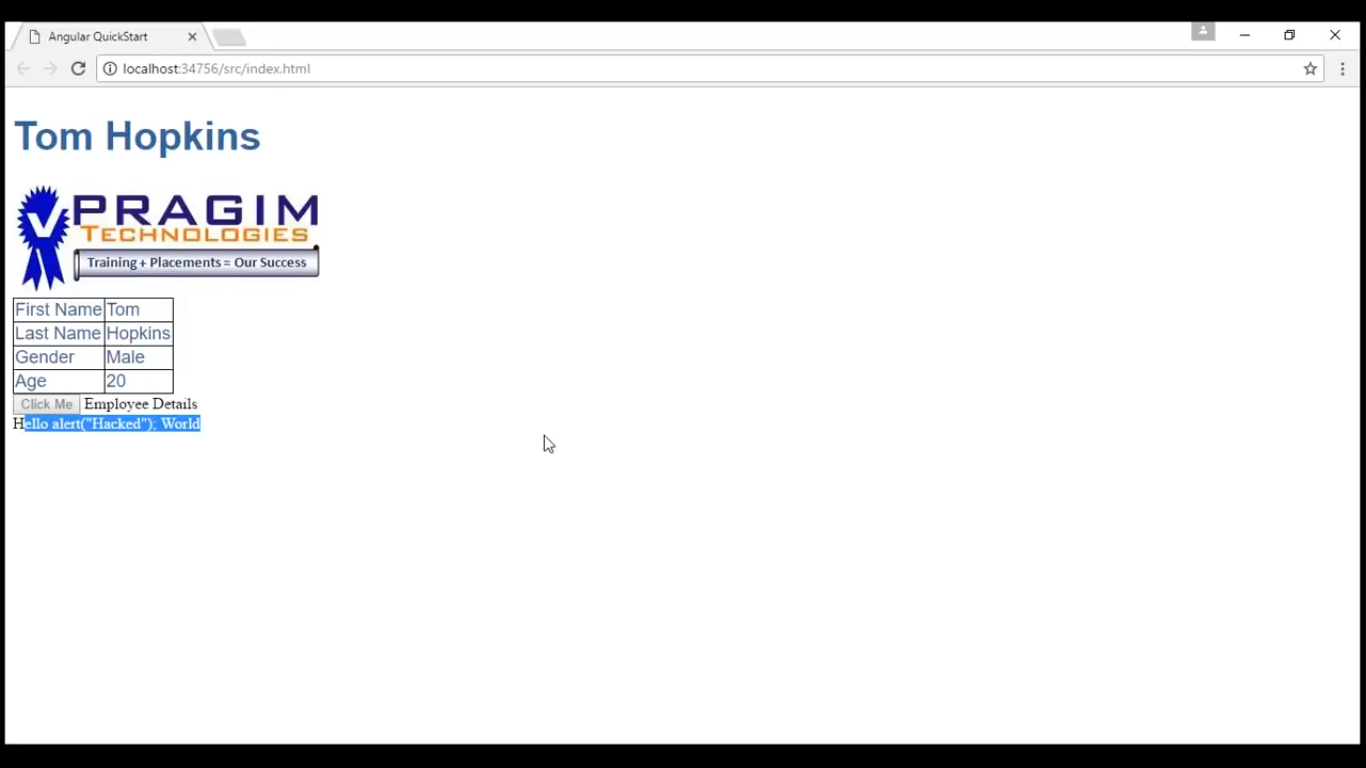 Angular QuickStart
localhost:34756/src/index.html
Tom Hopkins
PRAGIM
TECHNOLOGIES
Training + Placements = Our Success
First Name Tom
Last Name Hopkins
Gender Male
Age 20
Click Me Employee Details
Hello alert("Hacked"); World